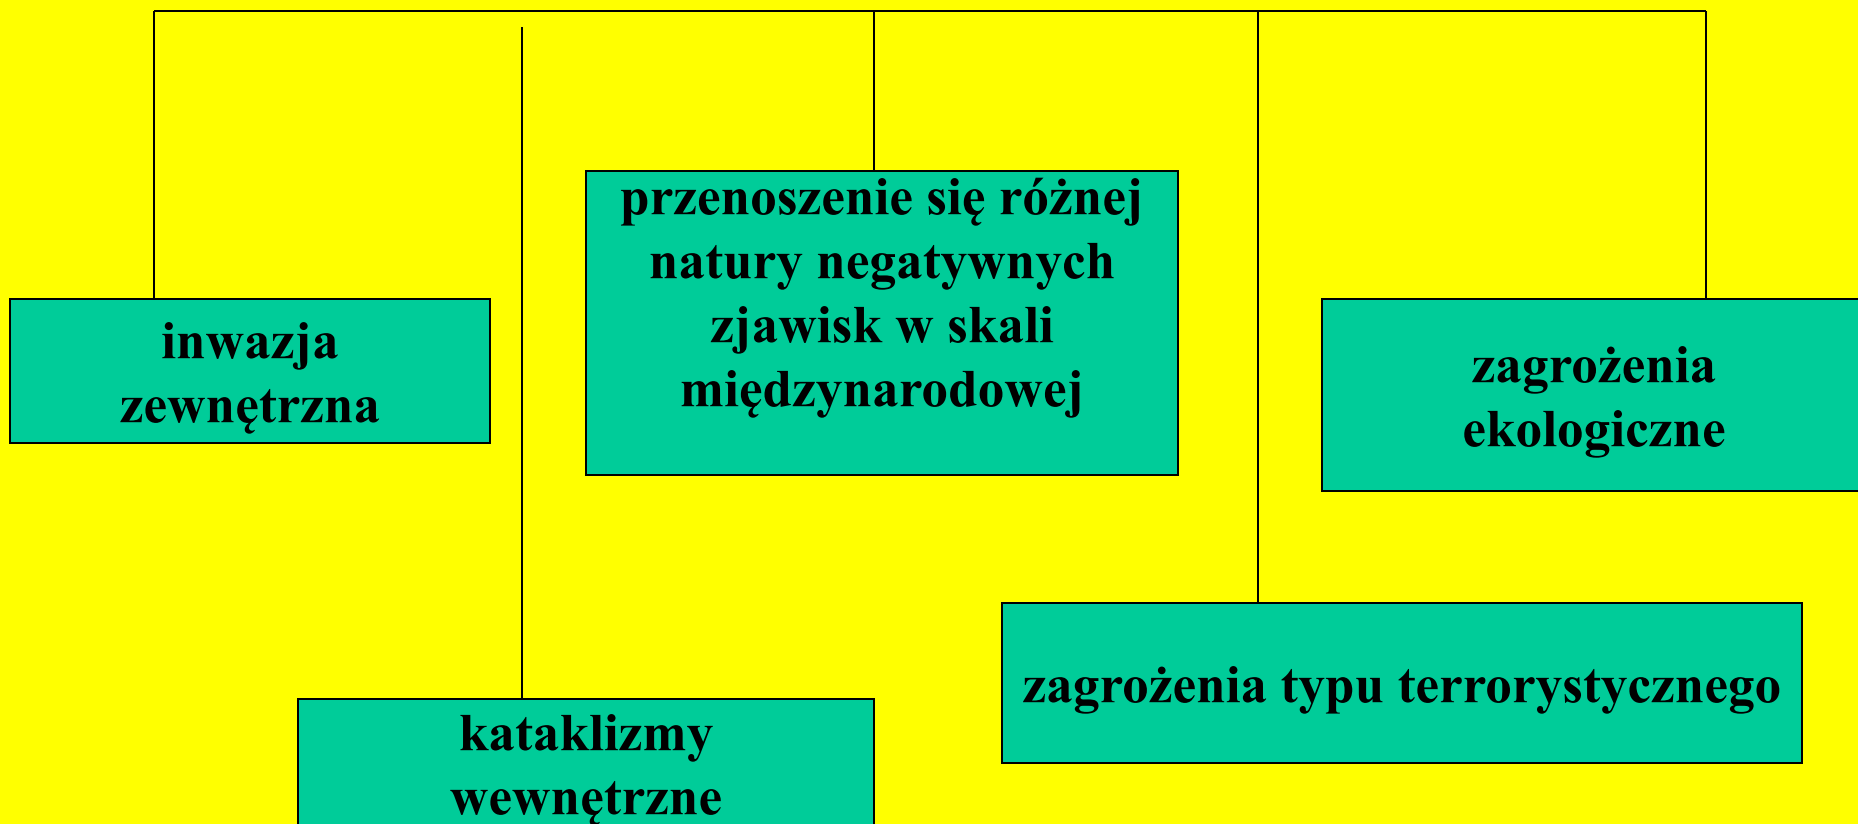 inwazja
zewnętrzna
kataklizmy
wewnętrzne
przenoszenie się różnej
natury negatywnych
zjawisk w skali
międzynarodowej
zagrożenia typu terrorystycznego
zagrożenia
ekologiczne